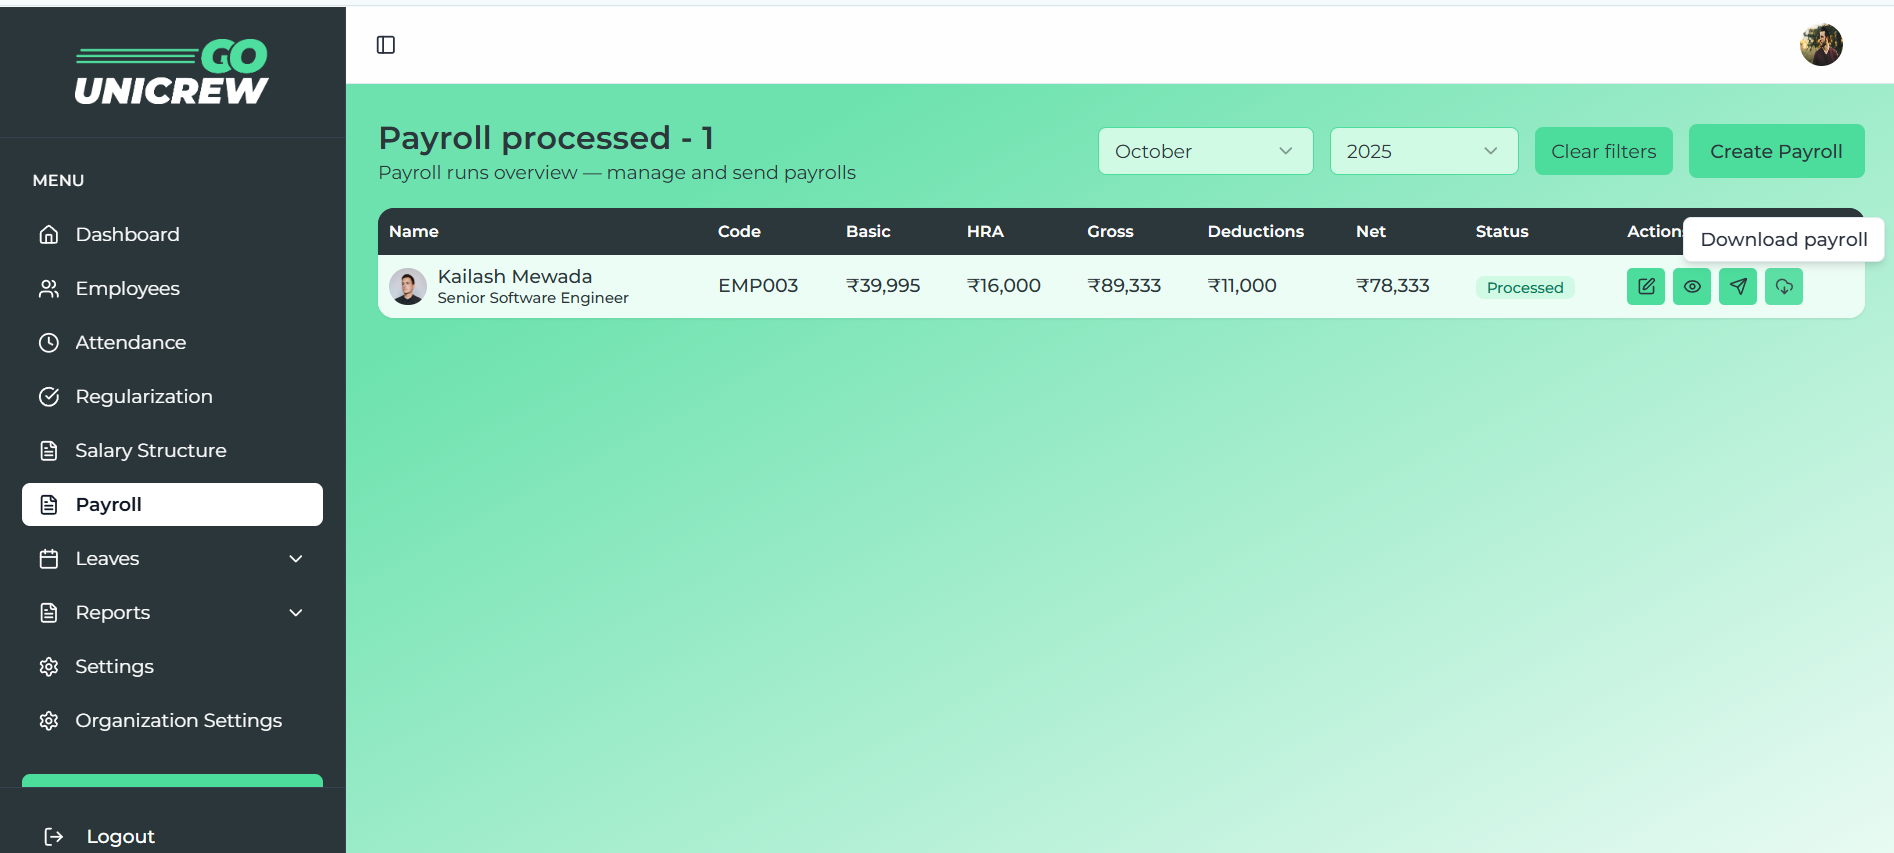 GO
UNICREW
MENU
Dashboard
Employees
Attendance
Regularization
Salary Structure
Payroll
Leaves
Reports
Settings
Organization Settings
Logout
Payroll processed - 1
Payroll runs overview — manage and send payrolls
October
2025
Clear filters
Create Payroll
Name Code Basic HRA Gross Deductions Net Status Actions
Download payroll
Kailash Mewada
Senior Software Engineer
EMP003 ₹39,995 ₹16,000 ₹89,333 ₹11,000 ₹78,333 Processed